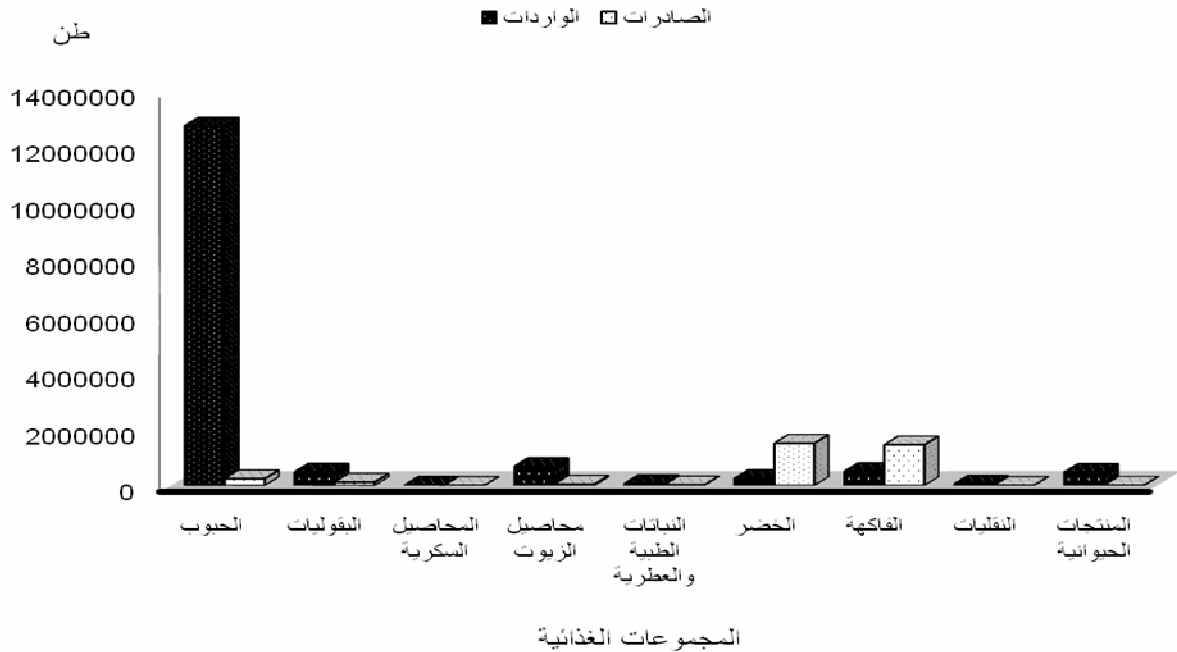 الواردات الصادرات
طن
14000000
12000000
10000000
8000000
6000000
4000000
2000000
0
الحبوب
البقوليات
المحاصيل
السكرية
محاصيل
الزيوت
النباتات
الطبية
والعطرية
الخضر
الفاكهة
النقليات
المنتجات
الحيوانية
المجموعات الغذائية